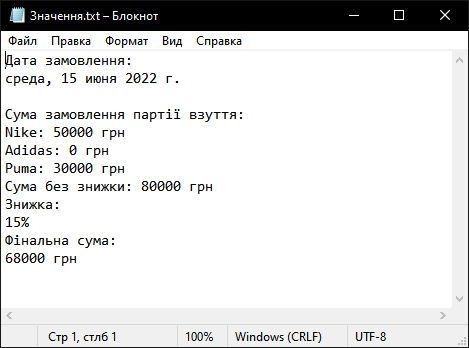 Значення.txt – Блокнот
Файл Правка Формат Вид Справка
Дата замовлення:
среда, 15 июня 2022 г.
Сума замовлення партії взуття:
Nike: 50000 грн
Adidas: 0 грн
Puma: 30000 грн
Сума без знижки: 80000 грн
Знижка:
15%
Фінальна сума:
68000 грн
Стр 1, стлб 1 100% Windows (CRLF) UTF-8